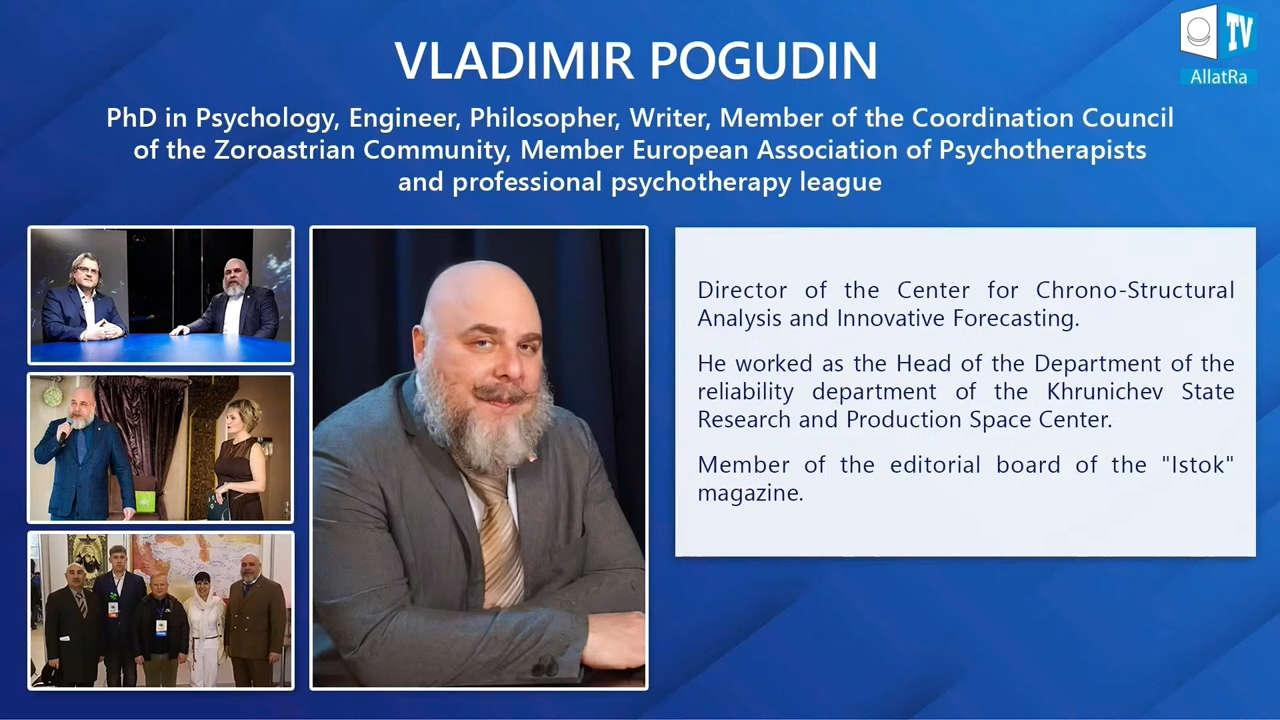 TV
AllatRa
VLADIMIR POGUDIN
PhD in Psychology, Engineer, Philosopher, Writer, Member of the Coordination Council
of the Zoroastrian Community, Member European Association of Psychotherapists
and professional psychotherapy league
Director of the Center for Chrono-Structural
Analysis and Innovative Forecasting.
He worked as the Head of the Department of the
reliability department of the Khrunichev State
Research and Production Space Center.
Member of the editorial board of the "Istok"
magazine.